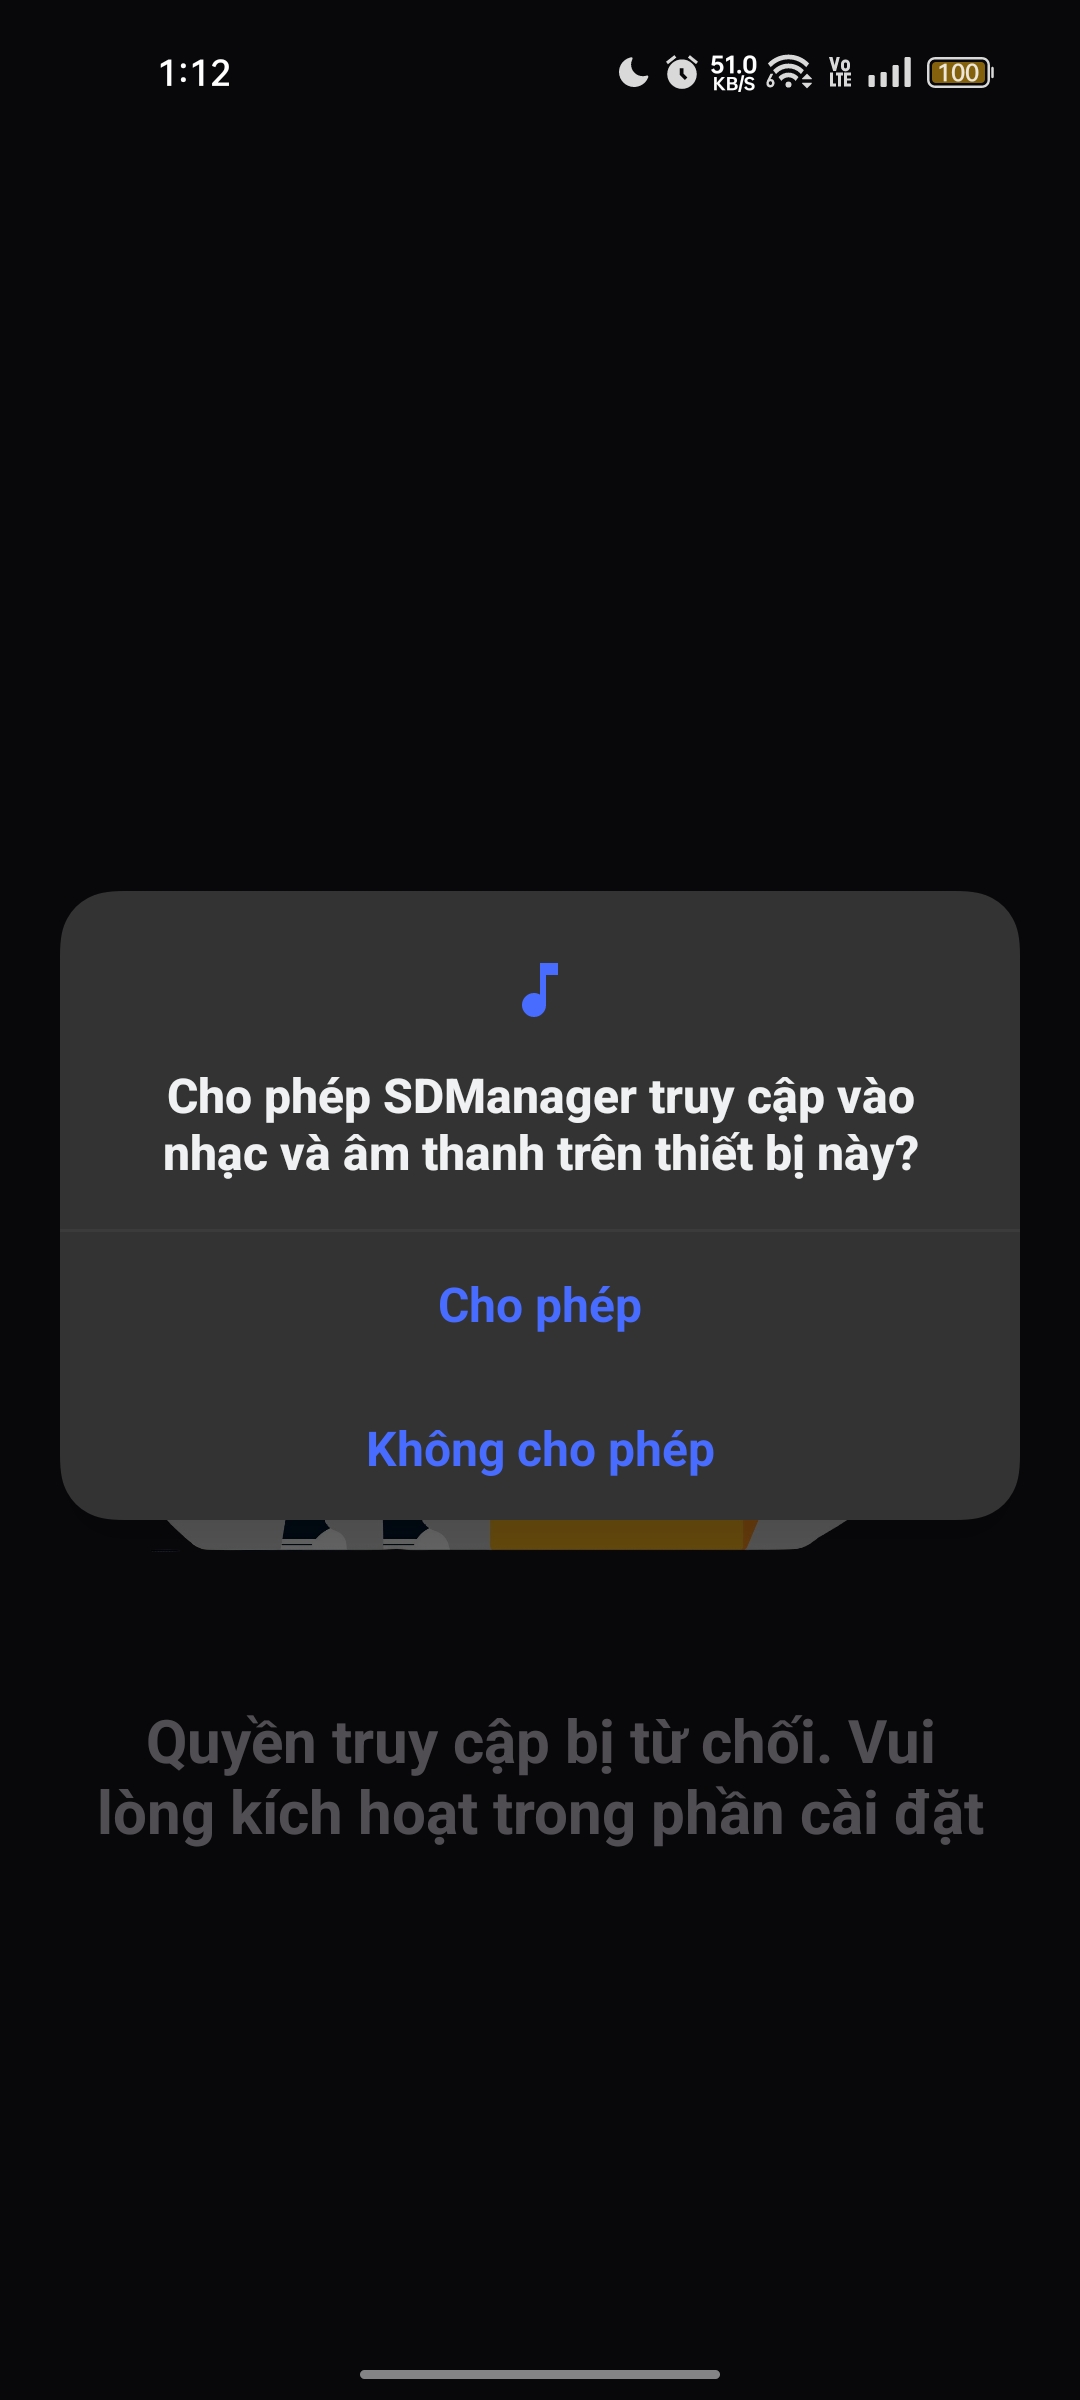 1:12
51.0
KB/S
6
Vo
LTE
100
Cho phép SDManager truy cập vào
nhạc và âm thanh trên thiết bị này?
Cho phép
Không cho phép
Quyền truy cập bị từ chối. Vui
lòng kích hoạt trong phần cài đặt